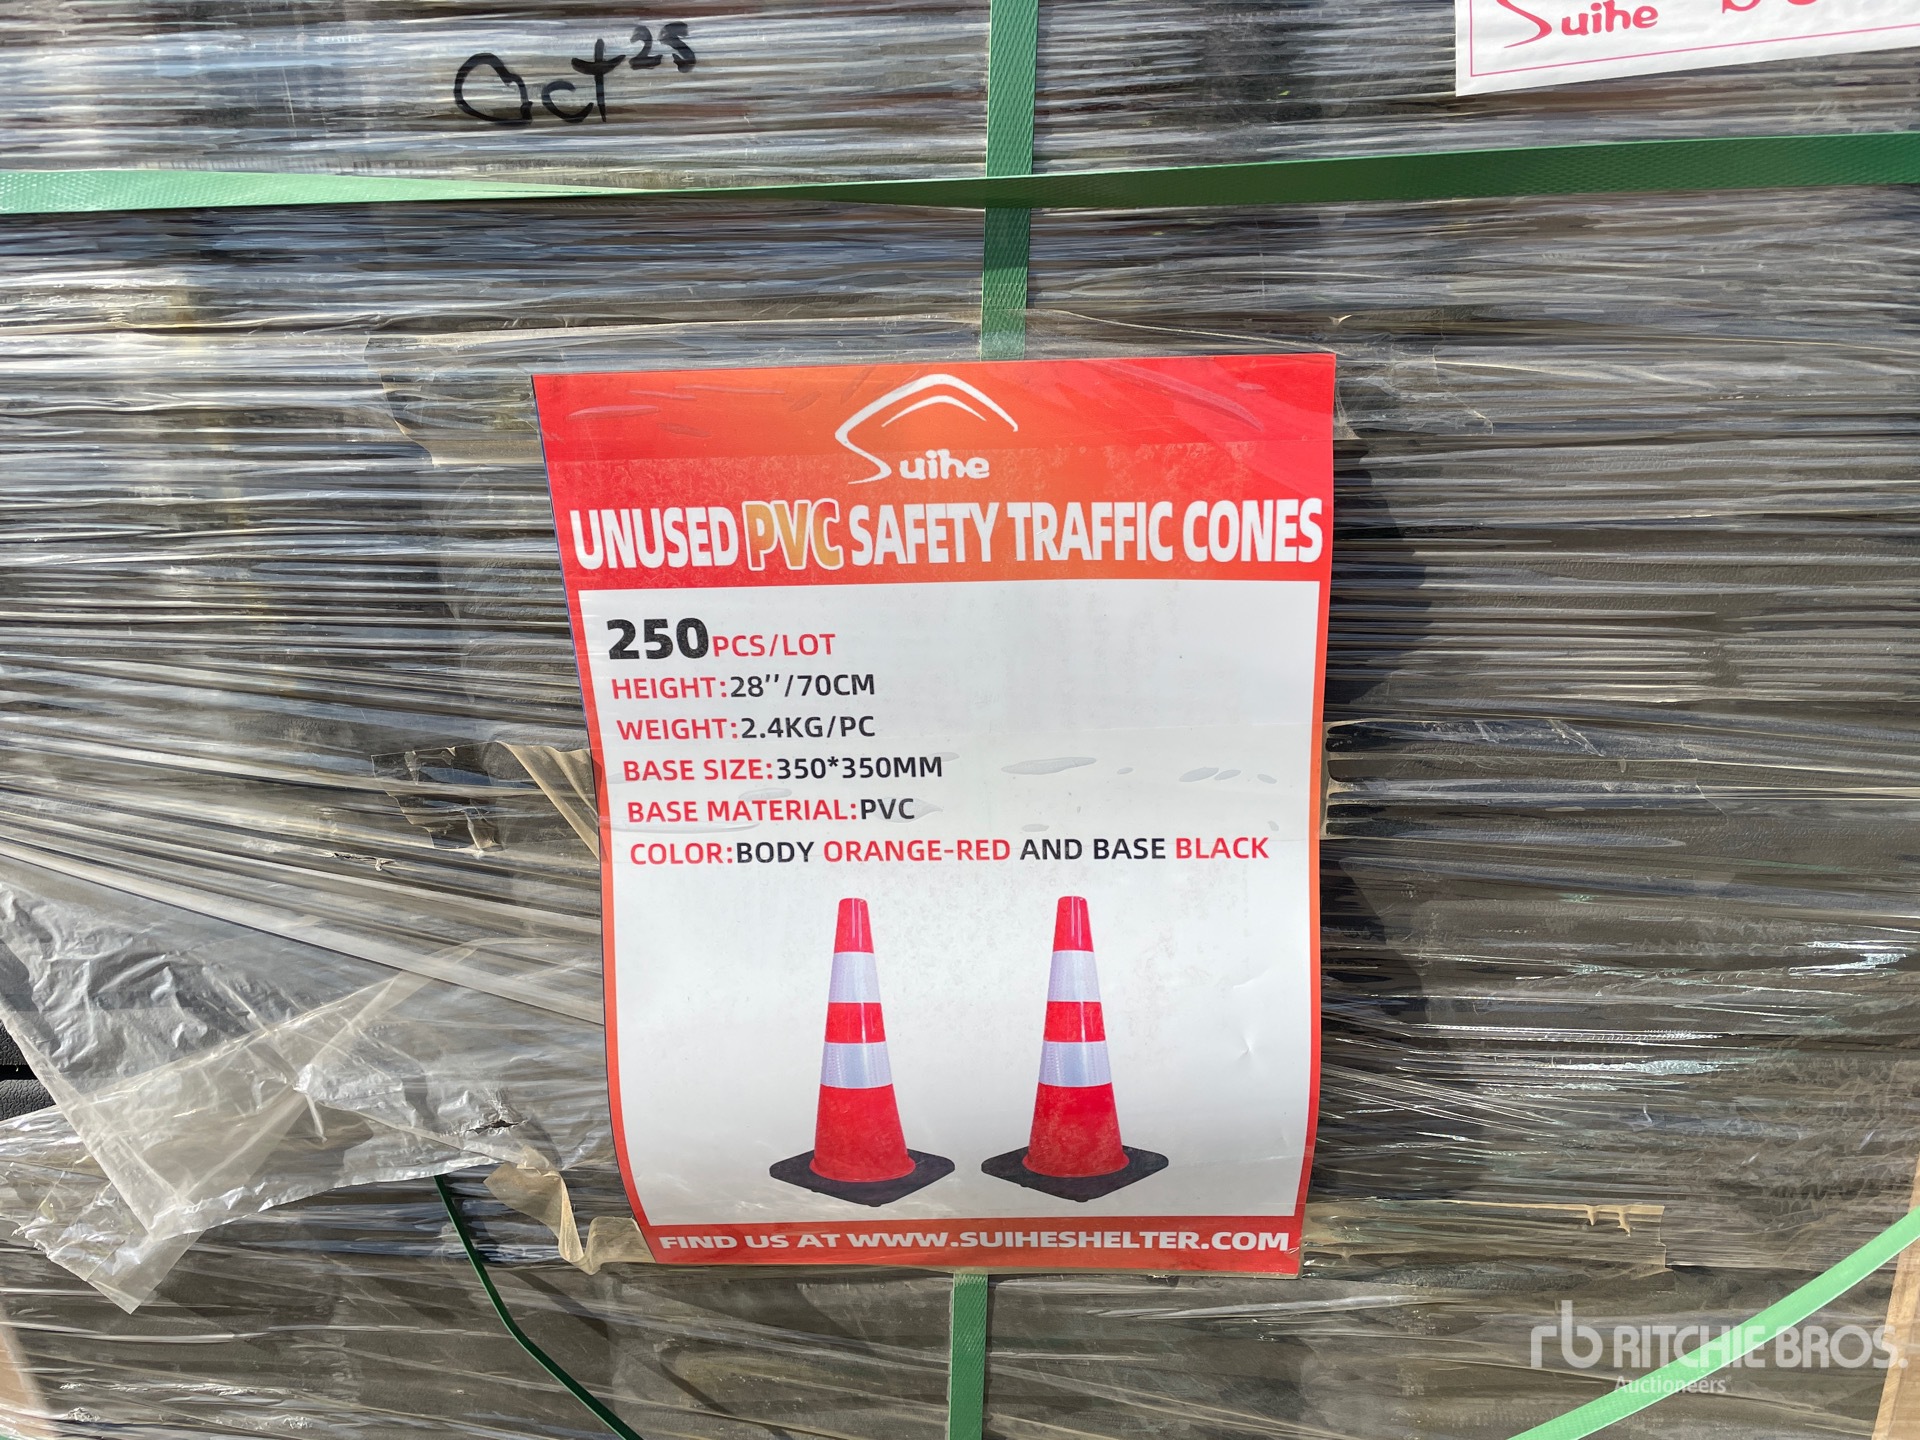 Oct 25
Suihe
Suihe
UNUSED PVC SAFETY TRAFFIC CONES
250PCS/LOT
HEIGHT:28''/70CM
WEIGHT:2.4KG/PC
BASE SIZE:350*350MM
BASE MATERIAL:PVC
COLOR:BODY ORANGE-RED AND BASE BLACK
FIND US AT WWW.SUIHESHELTER.COM
rb RITCHIE BROS.
Auctioneers